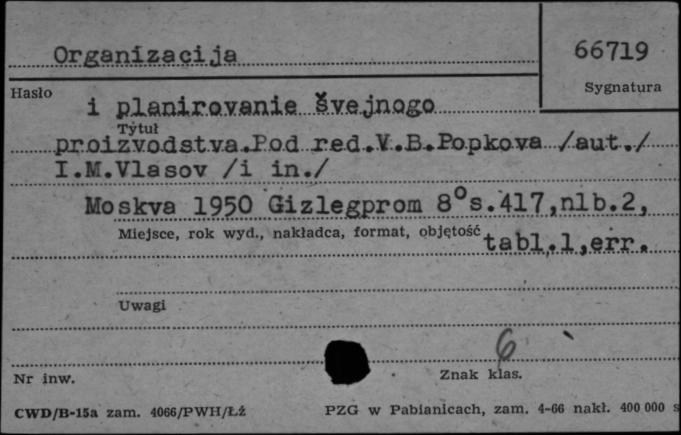 Organizacija
66719
Hasło
Sygnatura
i planirovanie švejnogo
Tytuł
proizvodstva.Pod red.V.B.Popkova /aut./
I.M.Vlasov /i in./
Moskva 1950 Gizlegprom 8°s.417,nlb.2,
Miejsce, rok wyd., nakładca, format, objętość
tabl.1,err.
Uwagi
6
Nr inw.
Znak klas.
CWD/B-15a zam. 4066/PWH/Łź
PZG w Pabianicach, zam. 4-66 nakł. 400 000 s